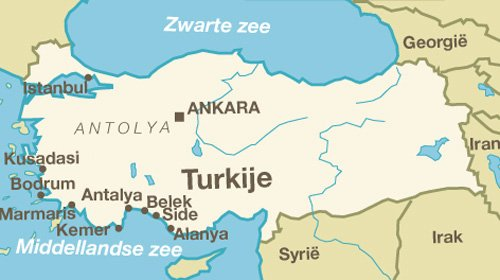 Zwarte zee
Georgië
Istanbul
ANKARA
ANTOLYA
Iran
Kusadasi
Turkije
Bodrum
Antalya
Belek
Marmaris
Side
Kemer
Alanya
Irak
Middellandse zee
Syrië